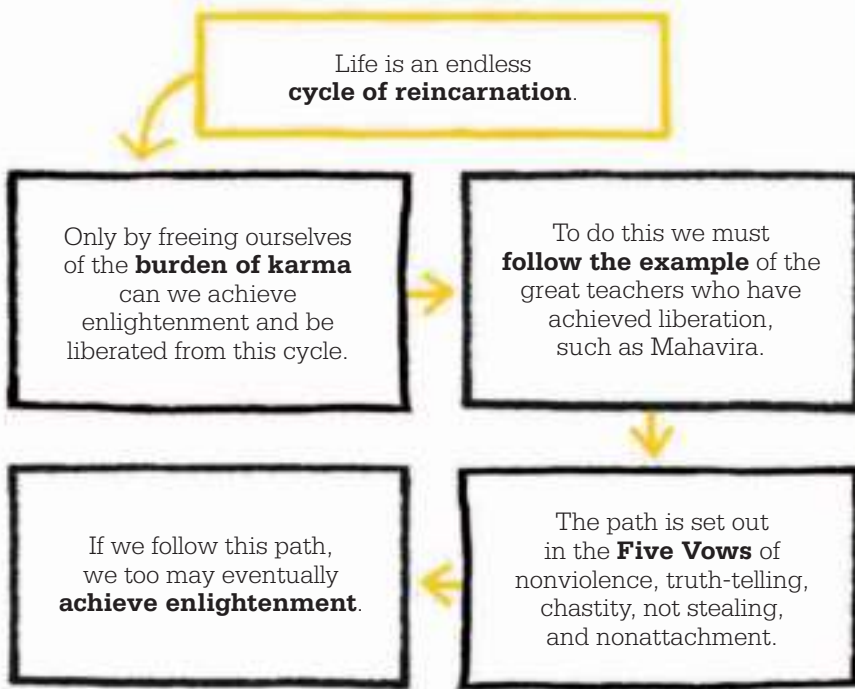 Life is an endless
cycle of reincarnation.
Only by freeing ourselves
of the burden of karma
can we achieve
enlightenment and be
liberated from this cycle.
To do this we must
follow the example of the
great teachers who have
achieved liberation,
such as Mahavira.
The path is set out
in the Five Vows of
nonviolence, truth-telling,
chastity, not stealing,
and nonattachment.
If we follow this path,
we too may eventually
achieve enlightenment.